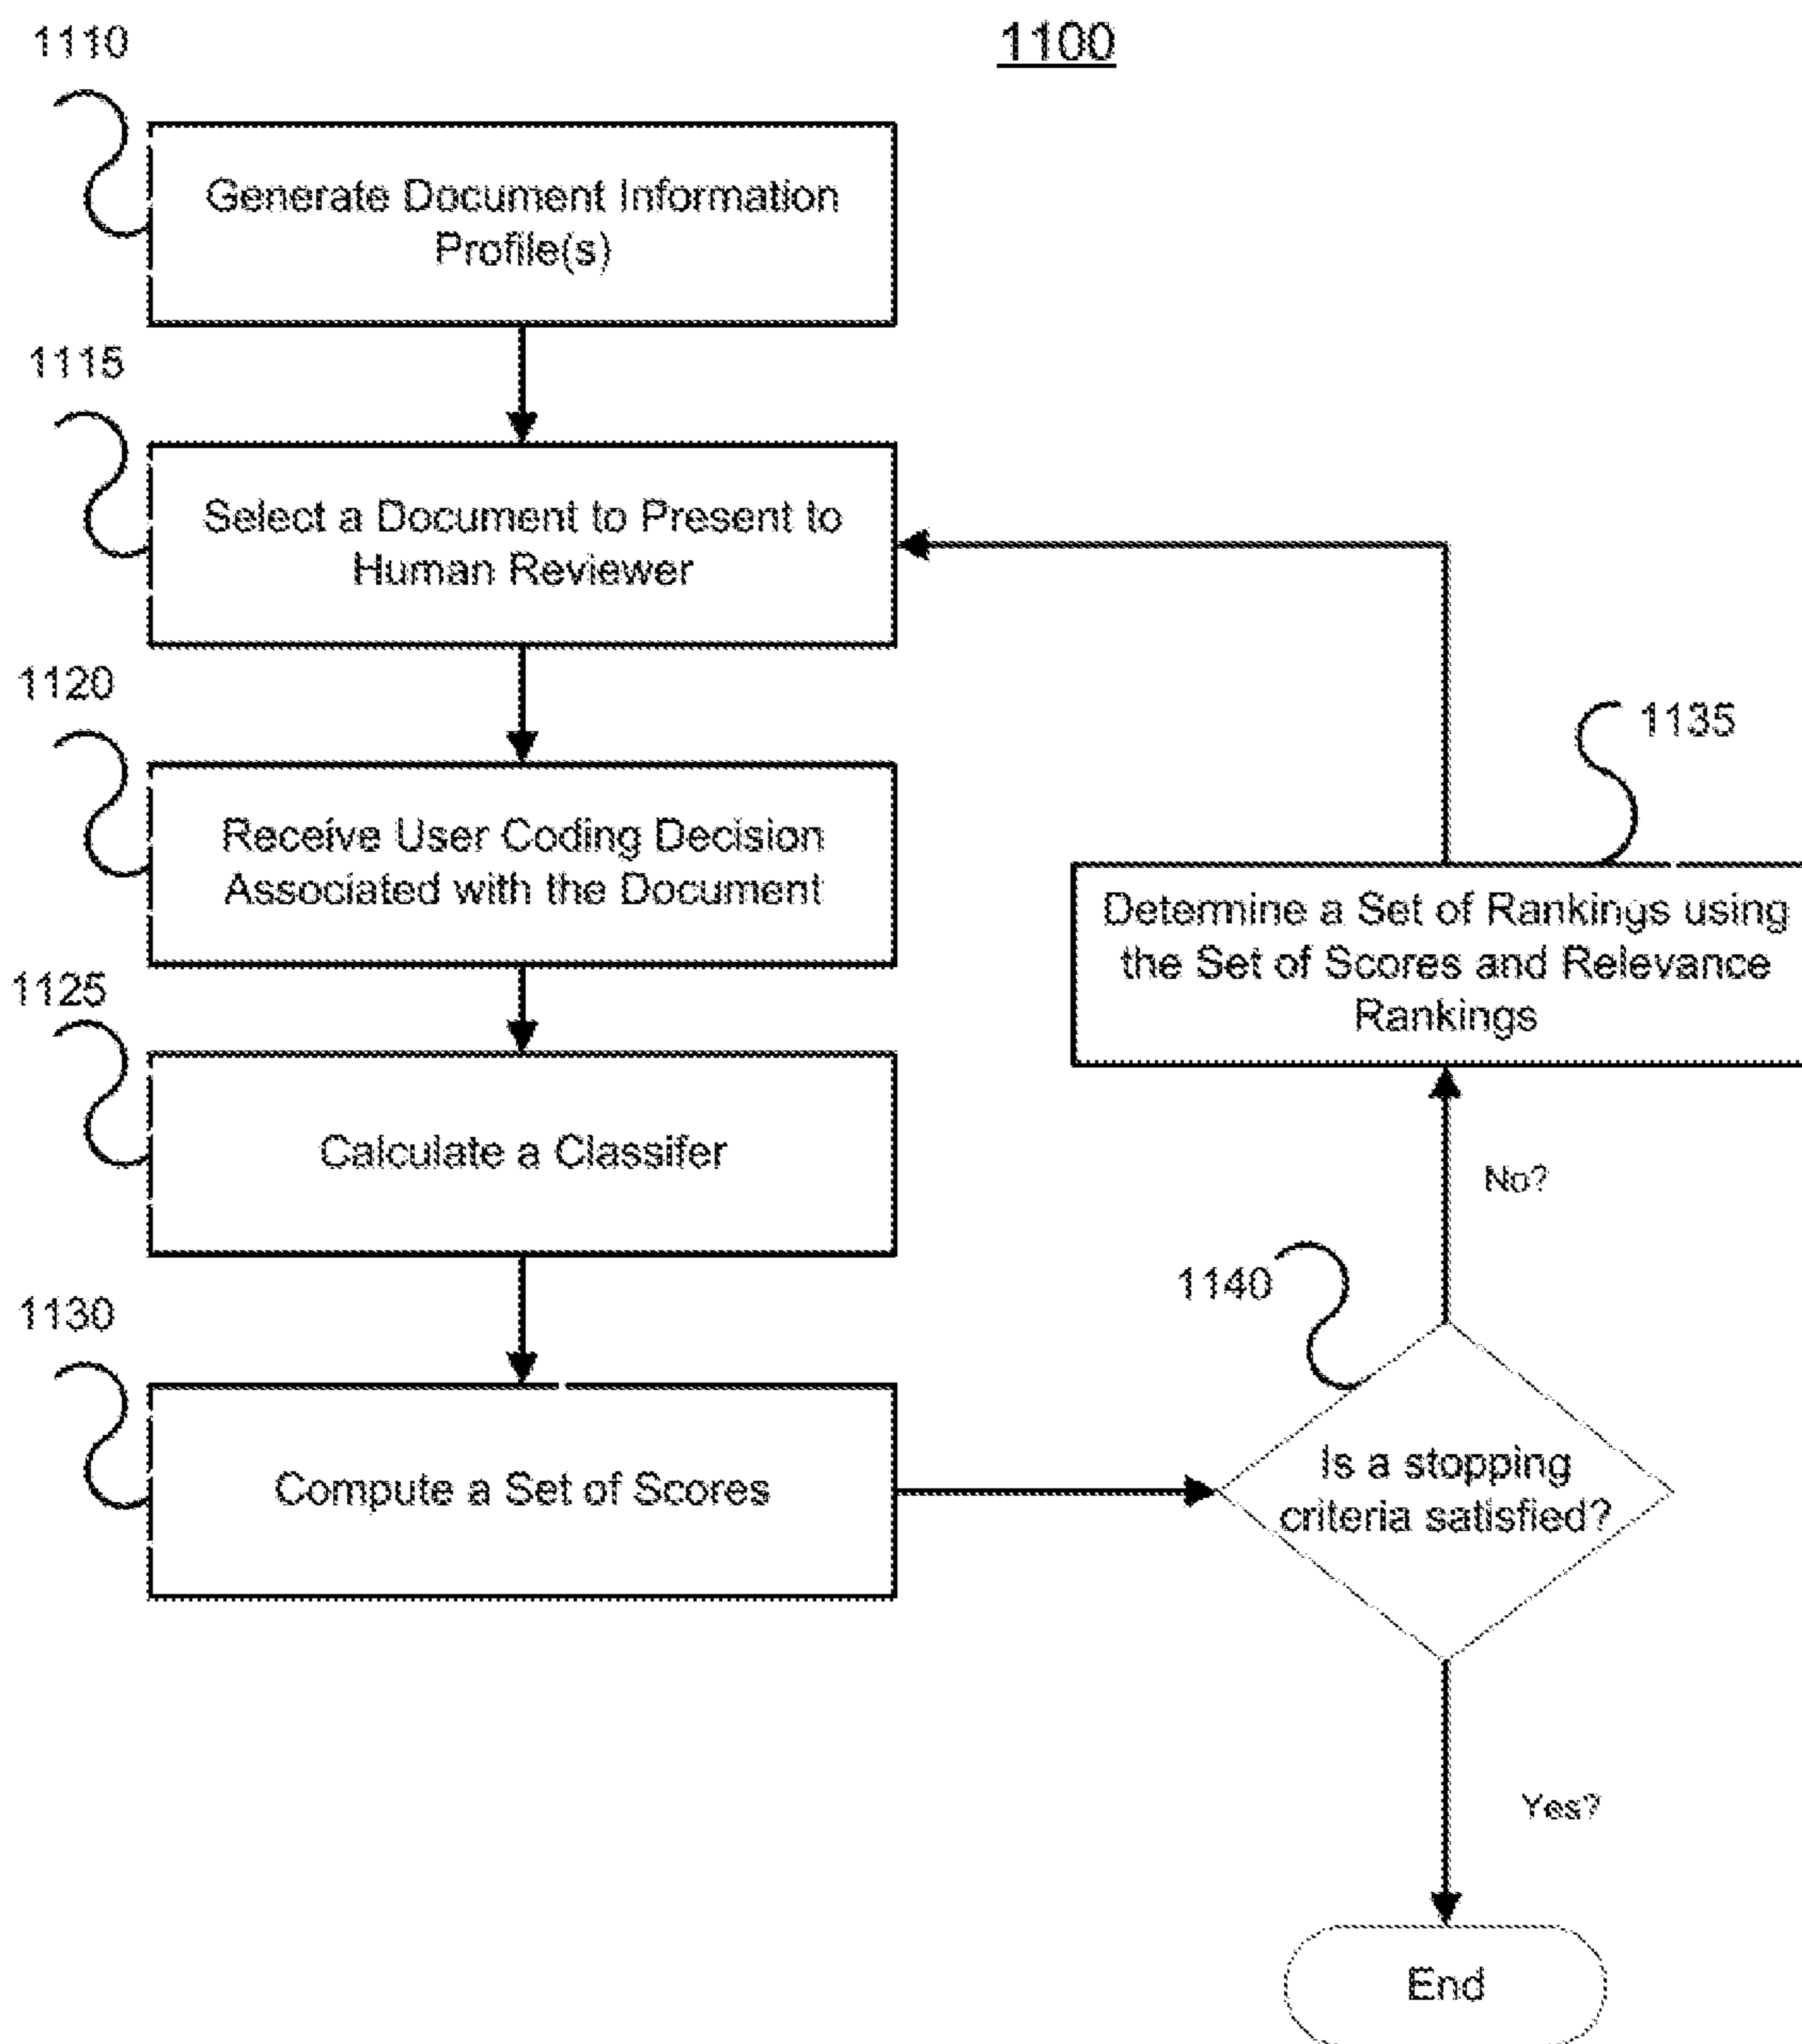 1100
1110
Generate Document Information
Profile(s)
1115
Select a Document to Present to
Human Reviewer
1120
Receive User Coding Decision
Associated with the Document
1125
Calculate a Classifer
1130
Compute a Set of Scores
1135
Determine a Set of Rankings using
the Set of Scores and Relevance
Rankings
No?
1140
Is a stopping
criteria satisfied?
Yes?
End